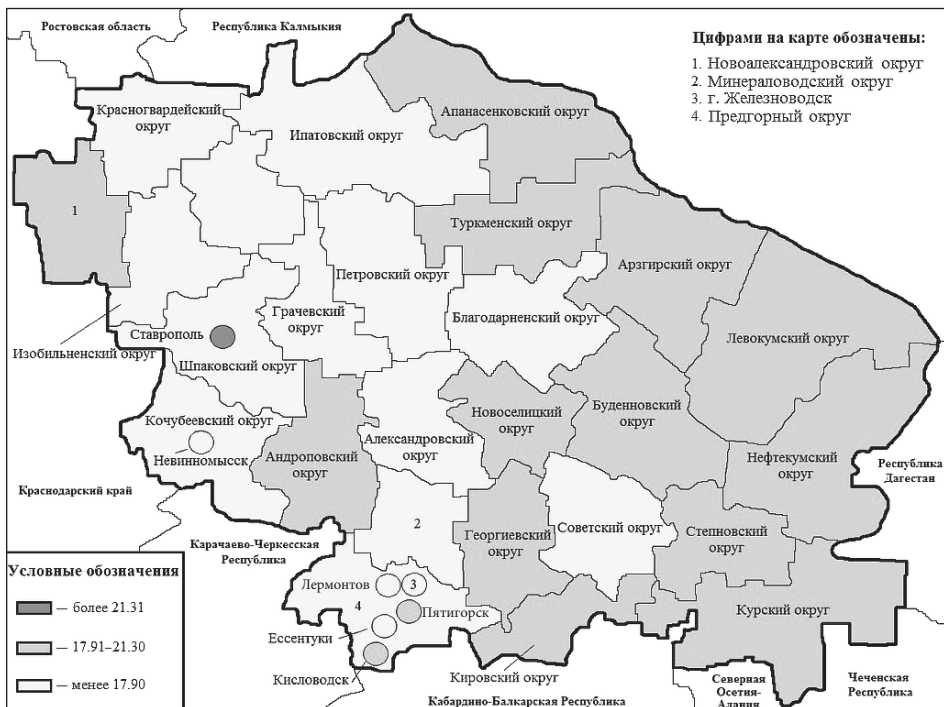 Ростовская область
Республика Калмыкия
Цифрами на карте обозначены:
1. Новоалександровский округ
2. Минераловодский округ
3. г. Железноводск
4. Предгорный округ
Красногвардейский
округ
Апанасенковский округ
Ипатовский округ
1
Туркменский округ
Петровский округ
Арзгирский округ
Грачевский
округ
Благодарненский округ
Ставрополь
Левокумский округ
Изобильненский округ
Шпаковский округ
Кочубеевский округ
Новоселицкий
округ
Буденновский
округ
Невинномысск
Александровский
округ
Андроповский
округ
Нефтекумский
округ
Республика
Дагестан
Краснодарский край
2
Георгиевский
округ
Советский округ
Степновский
округ
Карачаево-Черкесская
Республика
Условные обозначения
— более 21.31
— 17.91–21.30
— менее 17.90
Лермонтов
3
4
Пятигорск
Ессентуки
Курский округ
Кисловодск
Кировский округ
Кабардино-Балкарская Республика
Северная
Осетия-
Алания
Чеченская
Республика